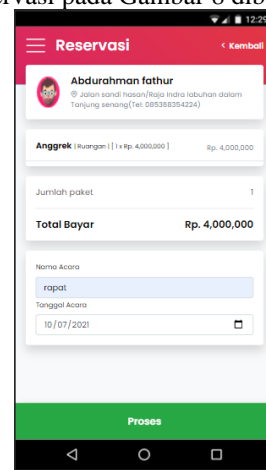 rvasi pada Gambar 8 dib
12:29
Reservasi
< Kembali
Abdurahman fathur
Jalan sandi hasan/Raja Indra labuhan dalam
Tanjung senang(Tel: 085368354224)
Anggrek | Ruangan | [ 1 x Rp. 4,000,000 ] Rp. 4,000,000
Jumlah paket 1
Total Bayar Rp. 4,000,000
Nama Acara
rapat
Tanggal Acara
10/07/2021
Proses